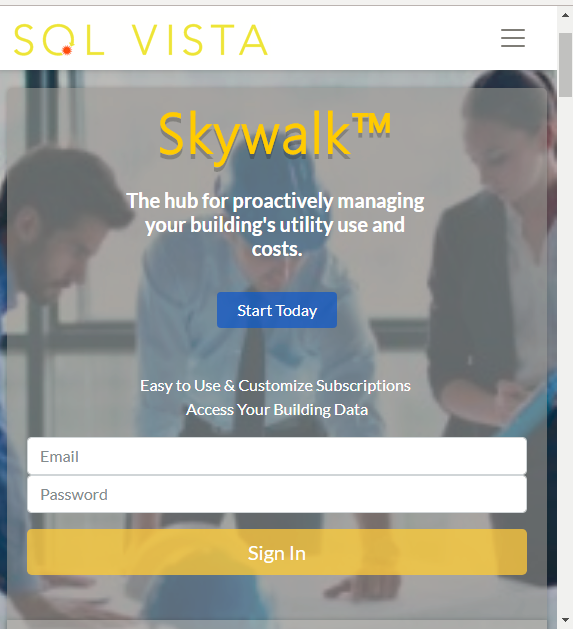 SOL VISTA
Skywalk™
The hub for proactively managing
your building's utility use and
costs.
Start Today
Easy to Use & Customize Subscriptions
Access Your Building Data
Email
Password
Sign In